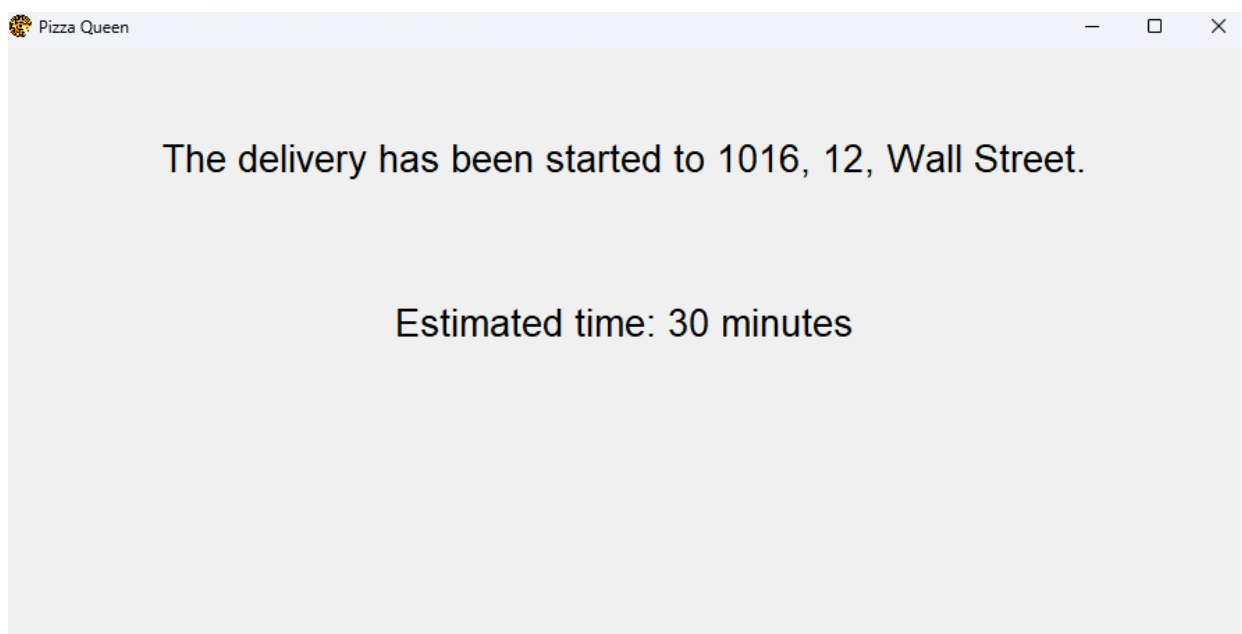 Pizza Queen
The delivery has been started to 1016, 12, Wall Street.
Estimated time: 30 minutes